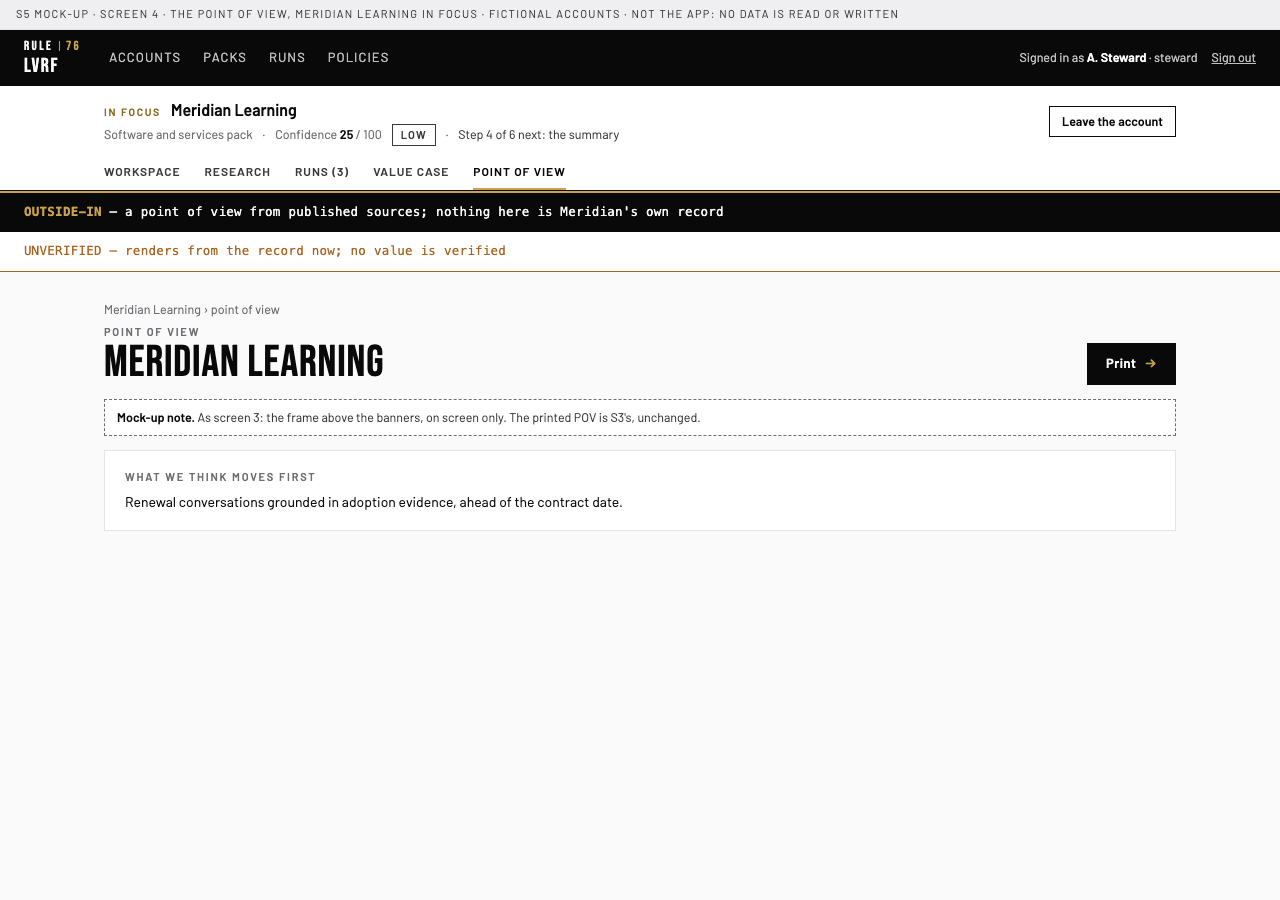 S5 MOCK-UP · SCREEN 4 · THE POINT OF VIEW, MERIDIAN LEARNING IN FOCUS · FICTIONAL ACCOUNTS · NOT THE APP: NO DATA IS READ OR WRITTEN
RULE | 76
LVRF
ACCOUNTS PACKS RUNS POLICIES
Signed in as A. Steward · steward Sign out
IN FOCUS Meridian Learning
Software and services pack · Confidence 25 / 100 LOW · Step 4 of 6 next: the summary
Leave the account
WORKSPACE RESEARCH RUNS (3) VALUE CASE POINT OF VIEW
OUTSIDE-IN — a point of view from published sources; nothing here is Meridian's own record
UNVERIFIED — renders from the record now; no value is verified
Meridian Learning › point of view
POINT OF VIEW
MERIDIAN LEARNING
Print →
Mock-up note. As screen 3: the frame above the banners, on screen only. The printed POV is S3's, unchanged.
WHAT WE THINK MOVES FIRST
Renewal conversations grounded in adoption evidence, ahead of the contract date.